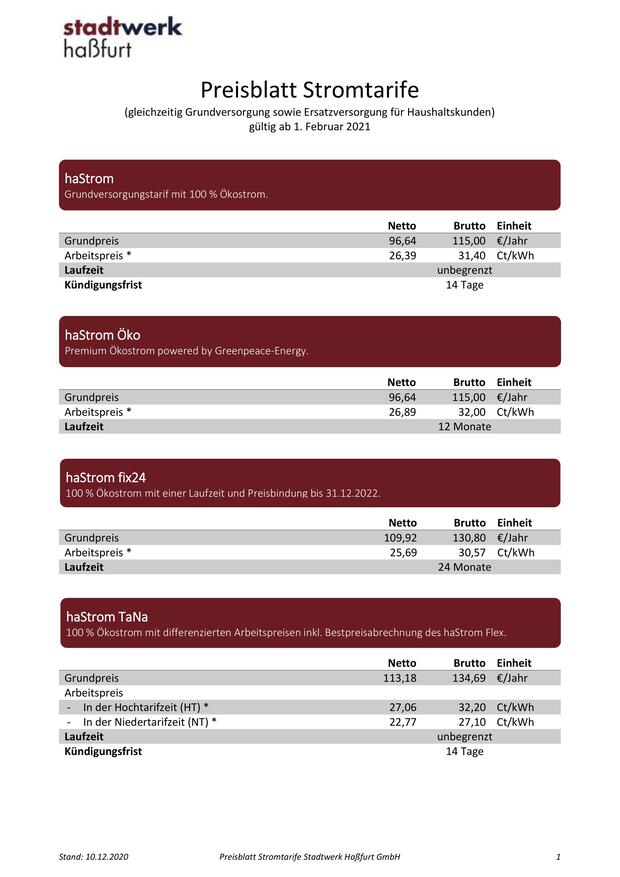 stadtwerk
haßfurt
Preisblatt Stromtarife
(gleichzeitig Grundversorgung sowie Ersatzversorgung für Haushaltskunden)
gültig ab 1. Februar 2021
haStrom
Grundversorgungstarif mit 100 % Ökostrom.
Netto Brutto Einheit
Grundpreis 96,64 115,00 €/Jahr
Arbeitspreis * 26,39 31,40 Ct/kWh
Laufzeit unbegrenzt
Kündigungsfrist 14 Tage
haStrom Öko
Premium Ökostrom powered by Greenpeace-Energy.
Netto Brutto Einheit
Grundpreis 96,64 115,00 €/Jahr
Arbeitspreis * 26,89 32,00 Ct/kWh
Laufzeit 12 Monate
haStrom fix24
100 % Ökostrom mit einer Laufzeit und Preisbindung bis 31.12.2022.
Netto Brutto Einheit
Grundpreis 109,92 130,80 €/Jahr
Arbeitspreis * 25,69 30,57 Ct/kWh
Laufzeit 24 Monate
haStrom TaNa
100 % Ökostrom mit differenzierten Arbeitspreisen inkl. Bestpreisabrechnung des haStrom Flex.
Netto Brutto Einheit
Grundpreis 113,18 134,69 €/Jahr
Arbeitspreis
- In der Hochtarifzeit (HT) * 27,06 32,20 Ct/kWh
- In der Niedertarifzeit (NT) * 22,77 27,10 Ct/kWh
Laufzeit unbegrenzt
Kündigungsfrist 14 Tage
Stand: 10.12.2020 Preisblatt Stromtarife Stadtwerk Haßfurt GmbH 1